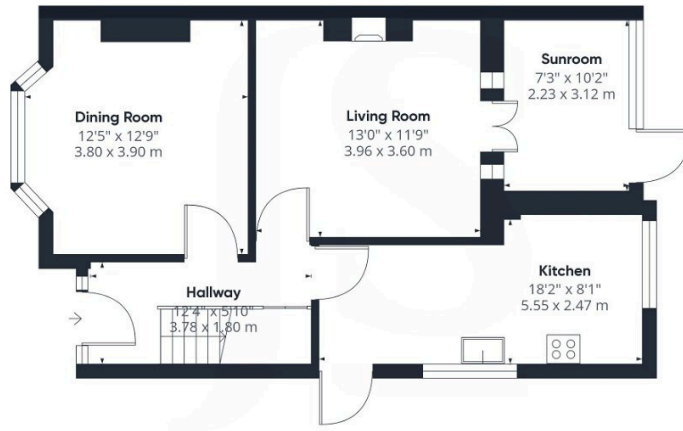 Dining Room
12'5" x 12'9"
3.80 x 3.90 m
Living Room
13'0" x 11'9"
3.96 x 3.60 m
Sunroom
7'3" x 10'2"
2.23 x 3.12 m
Hallway
12'4" x 5'10"
3.78 x 1.80 m
Kitchen
18'2" x 8'1"
5.55 x 2.47 m